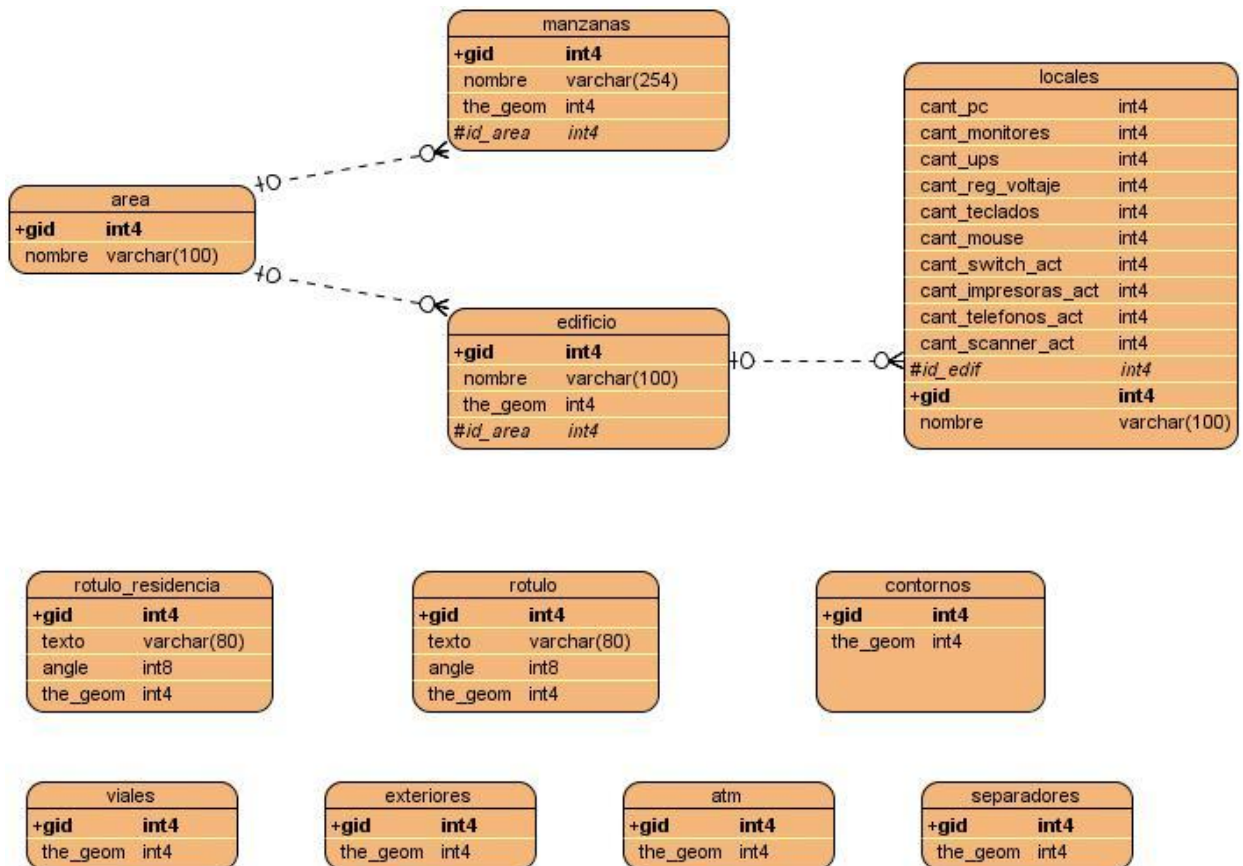 manzanas
+gid int4
nombre varchar(254)
the_geom int4
#id_area int4
area
+gid int4
nombre varchar(100)
edificio
+gid int4
nombre varchar(100)
the_geom int4
#id_area int4
locales
cant_pc int4
cant_monitores int4
cant_ups int4
cant_reg_voltaje int4
cant_teclados int4
cant_mouse int4
cant_switch_act int4
cant_impresoras_act int4
cant_telefonos_act int4
cant_scanner_act int4
#id_edif int4
+gid int4
nombre varchar(100)
rotulo_residencia
+gid int4
texto varchar(80)
angle int8
the_geom int4
rotulo
+gid int4
texto varchar(80)
angle int8
the_geom int4
contornos
+gid int4
the_geom int4
viales
+gid int4
the_geom int4
exteriores
+gid int4
the_geom int4
atm
+gid int4
the_geom int4
separadores
+gid int4
the_geom int4